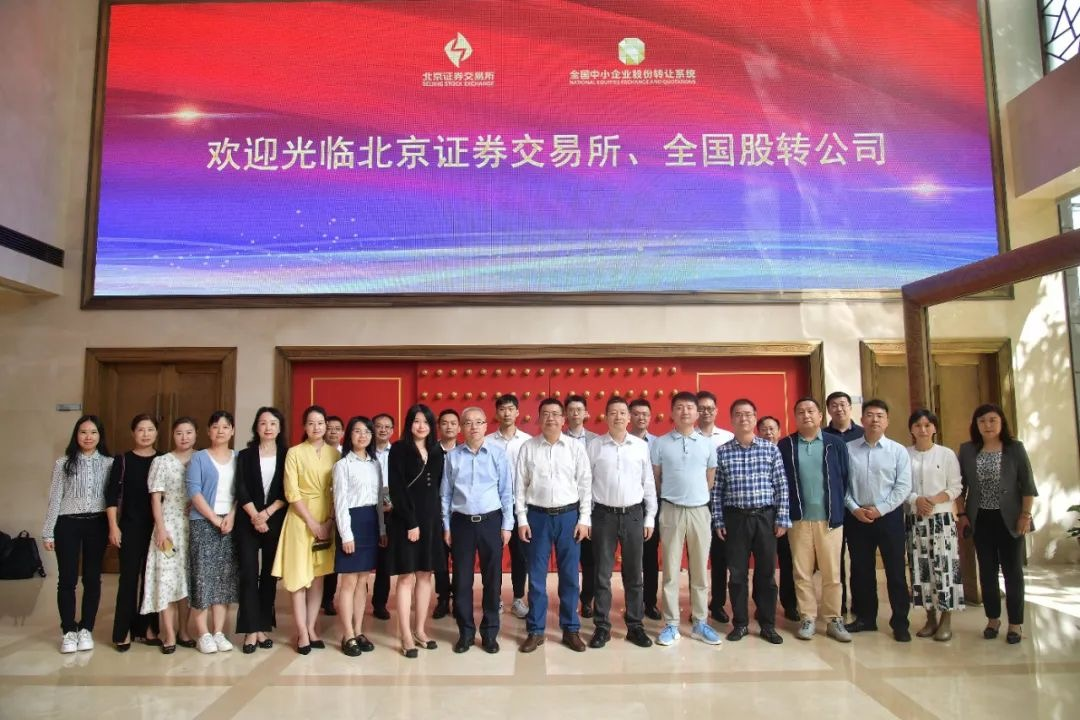 北京证券交易所
BEIJING STOCK EXCHANGE
全国中小企业股份转让系统
NATIONAL EQUITIES EXCHANGE AND QUOTATIONS
欢迎光临北京证券交易所、全国股转公司